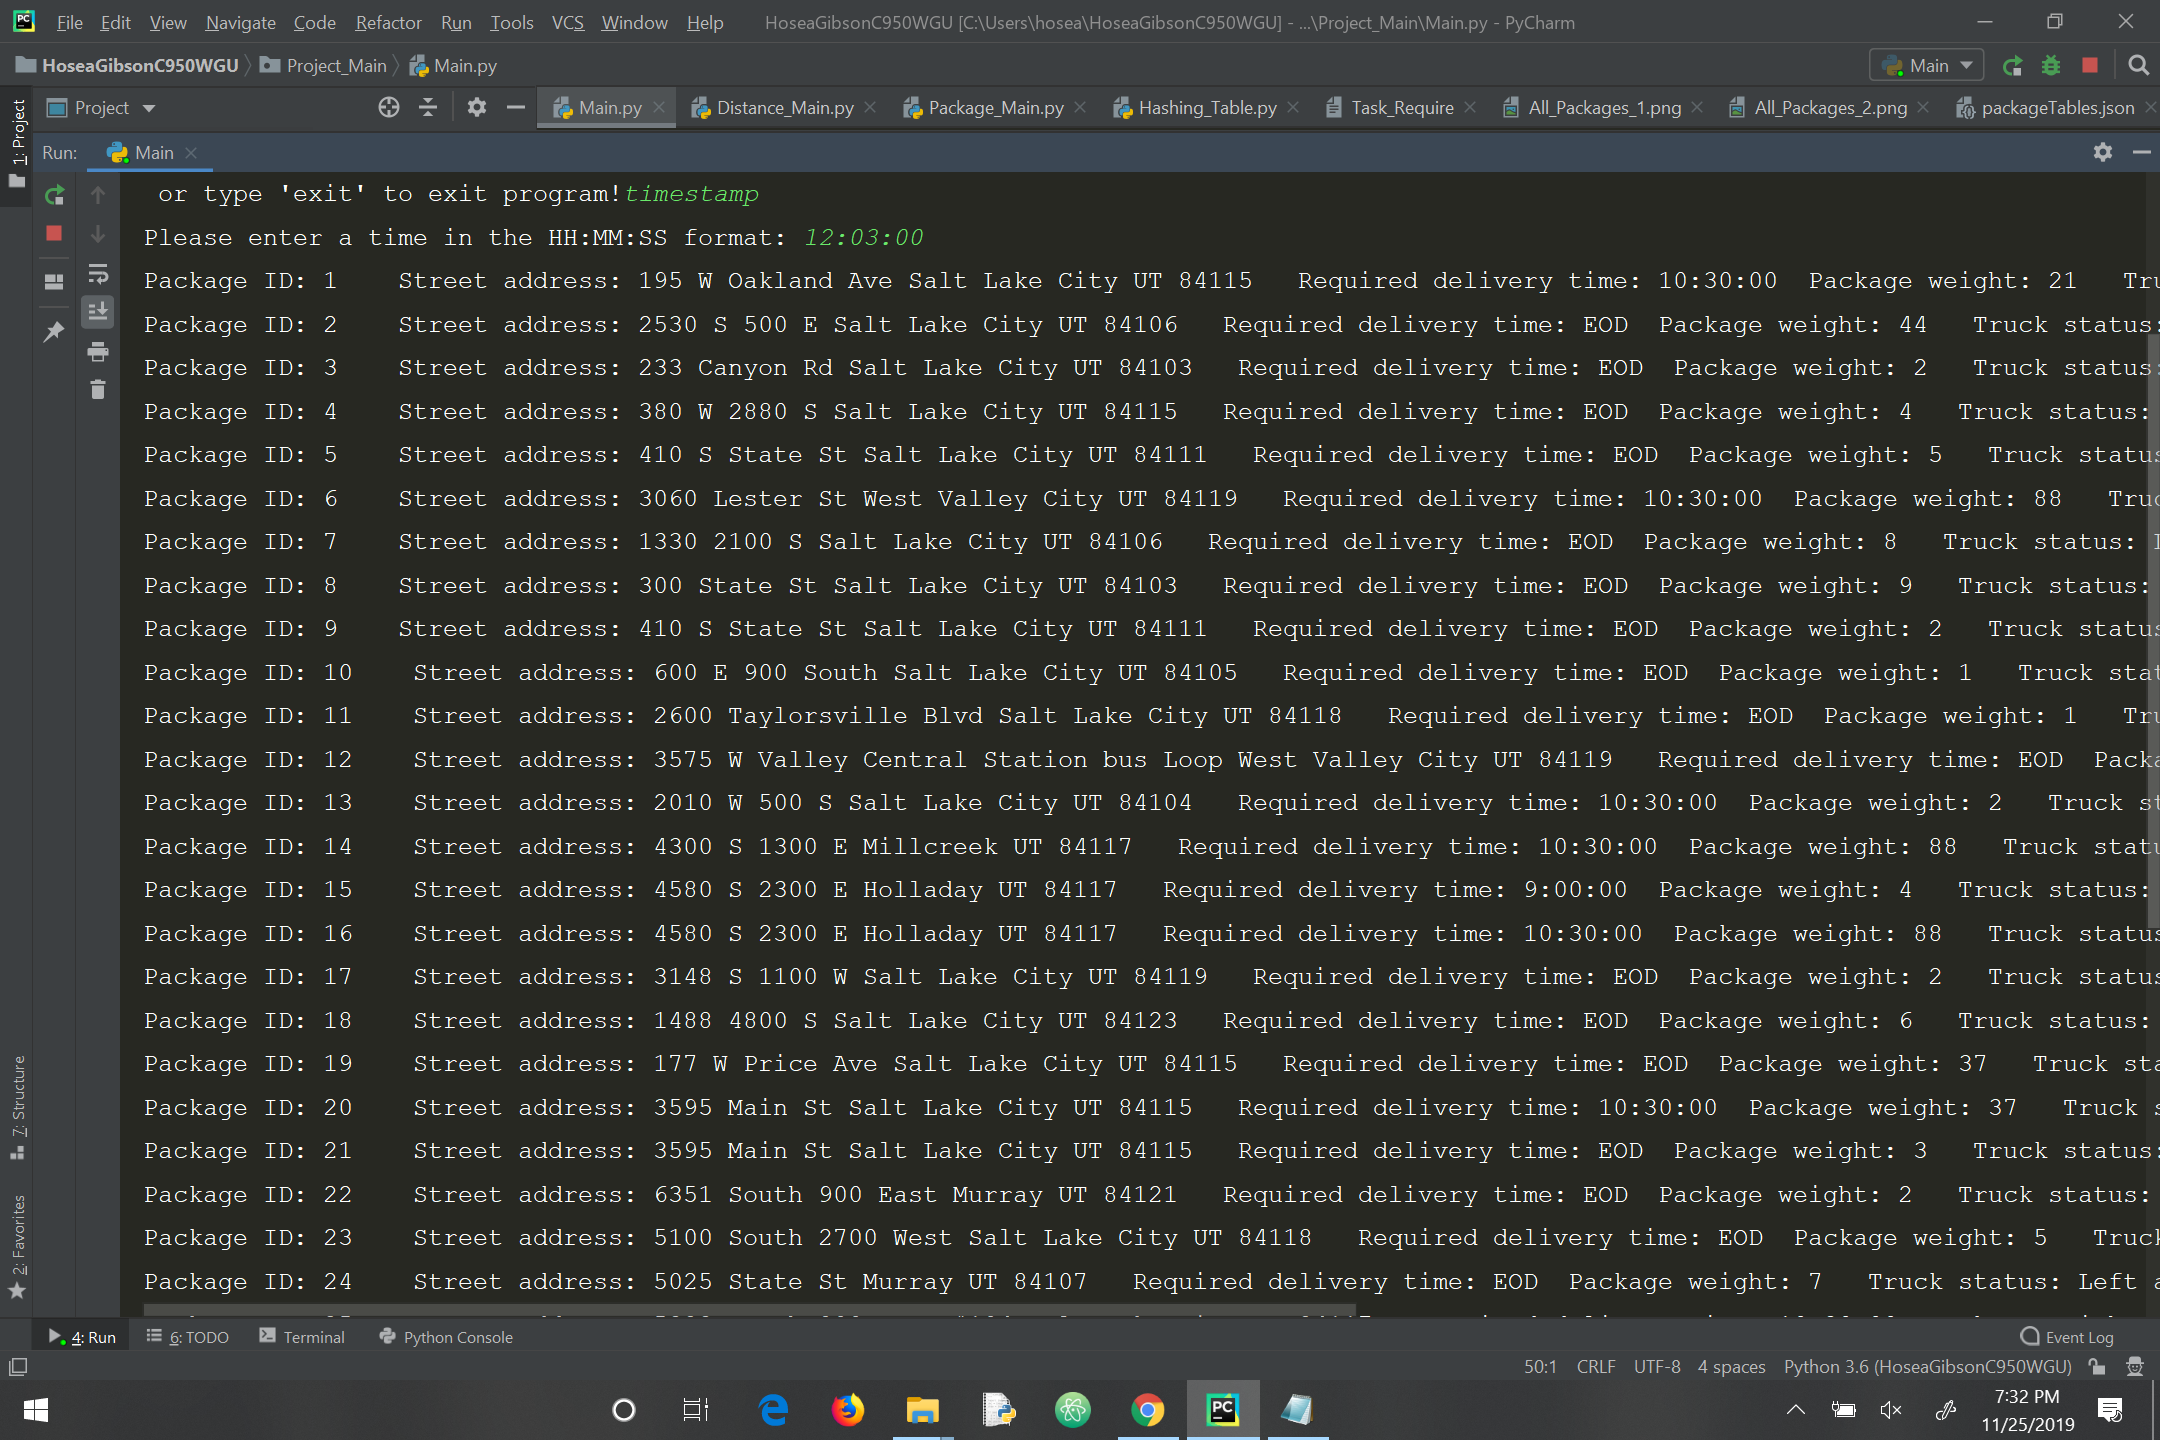 File Edit View Navigate Code Refactor Run Tools VCS Window Help HoseaGibsonC950WGU [C:\Users\hosea\HoseaGibsonC950WGU] - ...\Project_Main\Main.py - PyCharm
HoseaGibsonC950WGU Project_Main Main.py Main
1: Project
Project Main.py Distance_Main.py Package_Main.py Hashing_Table.py Task_Require All_Packages_1.png All_Packages_2.png packageTables.json
Run: Main
or type 'exit' to exit program!timestamp
Please enter a time in the HH:MM:SS format: 12:03:00
Package ID: 1 Street address: 195 W Oakland Ave Salt Lake City UT 84115 Required delivery time: 10:30:00 Package weight: 21 Tru
Package ID: 2 Street address: 2530 S 500 E Salt Lake City UT 84106 Required delivery time: EOD Package weight: 44 Truck status:
Package ID: 3 Street address: 233 Canyon Rd Salt Lake City UT 84103 Required delivery time: EOD Package weight: 2 Truck status:
Package ID: 4 Street address: 380 W 2880 S Salt Lake City UT 84115 Required delivery time: EOD Package weight: 4 Truck status:
Package ID: 5 Street address: 410 S State St Salt Lake City UT 84111 Required delivery time: EOD Package weight: 5 Truck status
Package ID: 6 Street address: 3060 Lester St West Valley City UT 84119 Required delivery time: 10:30:00 Package weight: 88 Truc
Package ID: 7 Street address: 1330 2100 S Salt Lake City UT 84106 Required delivery time: EOD Package weight: 8 Truck status:
Package ID: 8 Street address: 300 State St Salt Lake City UT 84103 Required delivery time: EOD Package weight: 9 Truck status:
Package ID: 9 Street address: 410 S State St Salt Lake City UT 84111 Required delivery time: EOD Package weight: 2 Truck status
Package ID: 10 Street address: 600 E 900 South Salt Lake City UT 84105 Required delivery time: EOD Package weight: 1 Truck stat
Package ID: 11 Street address: 2600 Taylorsville Blvd Salt Lake City UT 84118 Required delivery time: EOD Package weight: 1 Tru
Package ID: 12 Street address: 3575 W Valley Central Station bus Loop West Valley City UT 84119 Required delivery time: EOD Packa
Package ID: 13 Street address: 2010 W 500 S Salt Lake City UT 84104 Required delivery time: 10:30:00 Package weight: 2 Truck st
Package ID: 14 Street address: 4300 S 1300 E Millcreek UT 84117 Required delivery time: 10:30:00 Package weight: 88 Truck statu
Package ID: 15 Street address: 4580 S 2300 E Holladay UT 84117 Required delivery time: 9:00:00 Package weight: 4 Truck status:
Package ID: 16 Street address: 4580 S 2300 E Holladay UT 84117 Required delivery time: 10:30:00 Package weight: 88 Truck status
Package ID: 17 Street address: 3148 S 1100 W Salt Lake City UT 84119 Required delivery time: EOD Package weight: 2 Truck status
Package ID: 18 Street address: 1488 4800 S Salt Lake City UT 84123 Required delivery time: EOD Package weight: 6 Truck status:
Package ID: 19 Street address: 177 W Price Ave Salt Lake City UT 84115 Required delivery time: EOD Package weight: 37 Truck sta
Package ID: 20 Street address: 3595 Main St Salt Lake City UT 84115 Required delivery time: 10:30:00 Package weight: 37 Truck s
Package ID: 21 Street address: 3595 Main St Salt Lake City UT 84115 Required delivery time: EOD Package weight: 3 Truck status:
Package ID: 22 Street address: 6351 South 900 East Murray UT 84121 Required delivery time: EOD Package weight: 2 Truck status:
Package ID: 23 Street address: 5100 South 2700 West Salt Lake City UT 84118 Required delivery time: EOD Package weight: 5 Truck
Package ID: 24 Street address: 5025 State St Murray UT 84107 Required delivery time: EOD Package weight: 7 Truck status: Left a
7: Structure
2: Favorites
4: Run 6: TODO Terminal Python Console Event Log
50:1 CRLF UTF-8 4 spaces Python 3.6 (HoseaGibsonC950WGU)
7:32 PM
11/25/2019